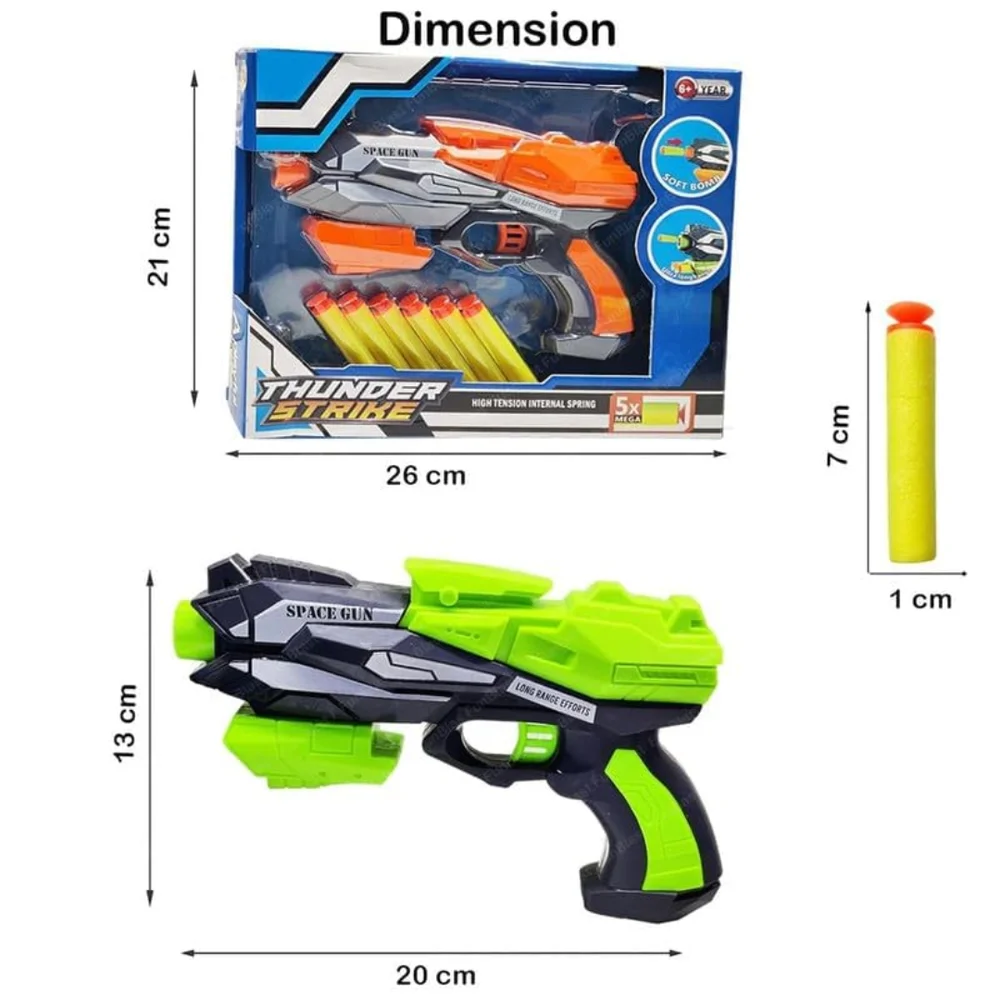 Dimension
6+ YEAR
SPACE GUN
LONG RANGE EFFORTS
SOFT BOMB
THUNDER
STRIKE
HIGH TENSION INTERNAL SPRING
5x
MEGA
21 cm
26 cm
7 cm
1 cm
SPACE GUN
LONG RANGE EFFORTS
13 cm
20 cm